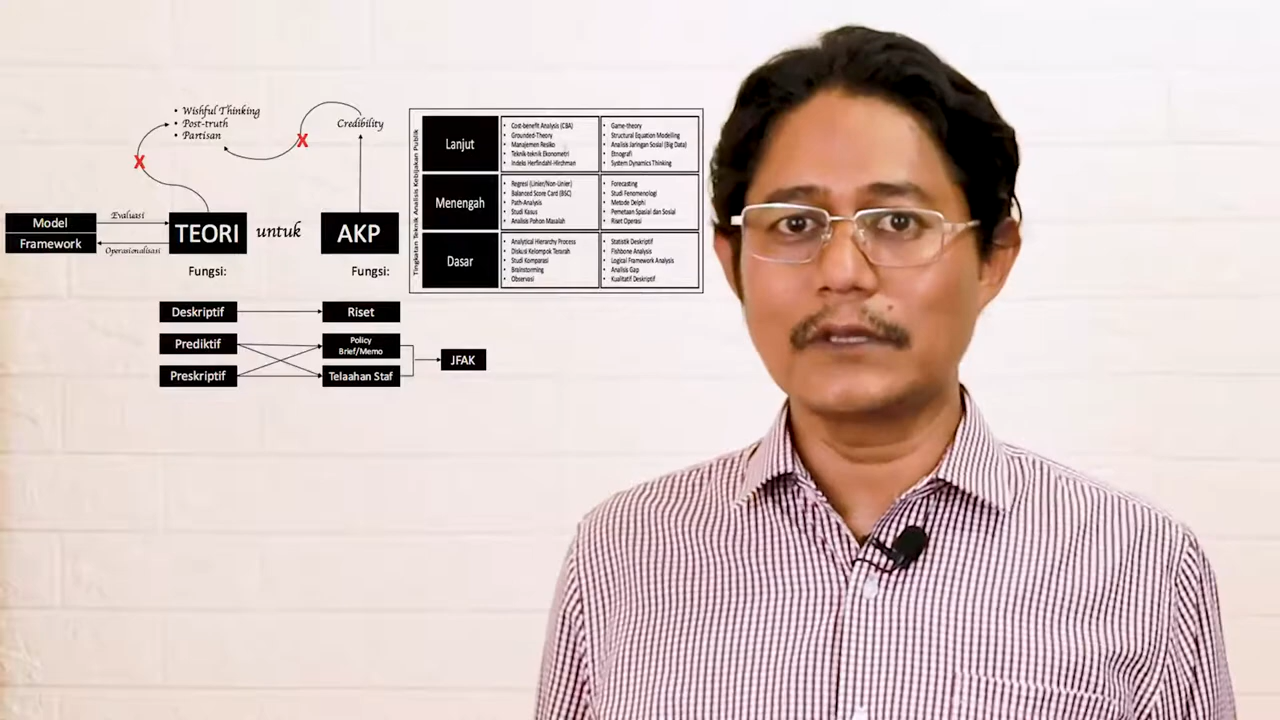 • Wishful Thinking
• Post-truth
• Partisan
Credibility
X
X
Model
Framework
Evaluasi
Operasionalisasi
TEORI
untuk
AKP
Fungsi:
Fungsi:
Deskriptif
Riset
Prediktif
Policy
Brief/Memo
Preskriptif
Telaahan Staf
JFAK
Tingkatan Teknik Analisis Kebijakan Publik
Lanjut
• Cost-benefit Analysis (CBA)
• Grounded-Theory
• Manajemen Resiko
• Teknik-teknik Ekonometri
• Indeks Herfindahl-Hirchman
• Game-theory
• Structural Equation Modelling
• Analisis Jaringan Sosial (Big Data)
• Etnografi
• System Dynamics Thinking
Menengah
• Regresi (Linier/Non-Linier)
• Balanced Score Card (BSC)
• Path-Analysis
• Studi Kasus
• Analisis Pohon Masalah
• Forecasting
• Studi Fenomenologi
• Metode Delphi
• Pemetaan Spasial dan Sosial
• Riset Operasi
Dasar
• Analytical Hierarchy Process
• Diskusi Kelompok Terarah
• Studi Komparasi
• Brainstorming
• Observasi
• Statistik Deskriptif
• Fishbone Analysis
• Logical Framework Analysis
• Analisis Gap
• Kualitatif Deskriptif